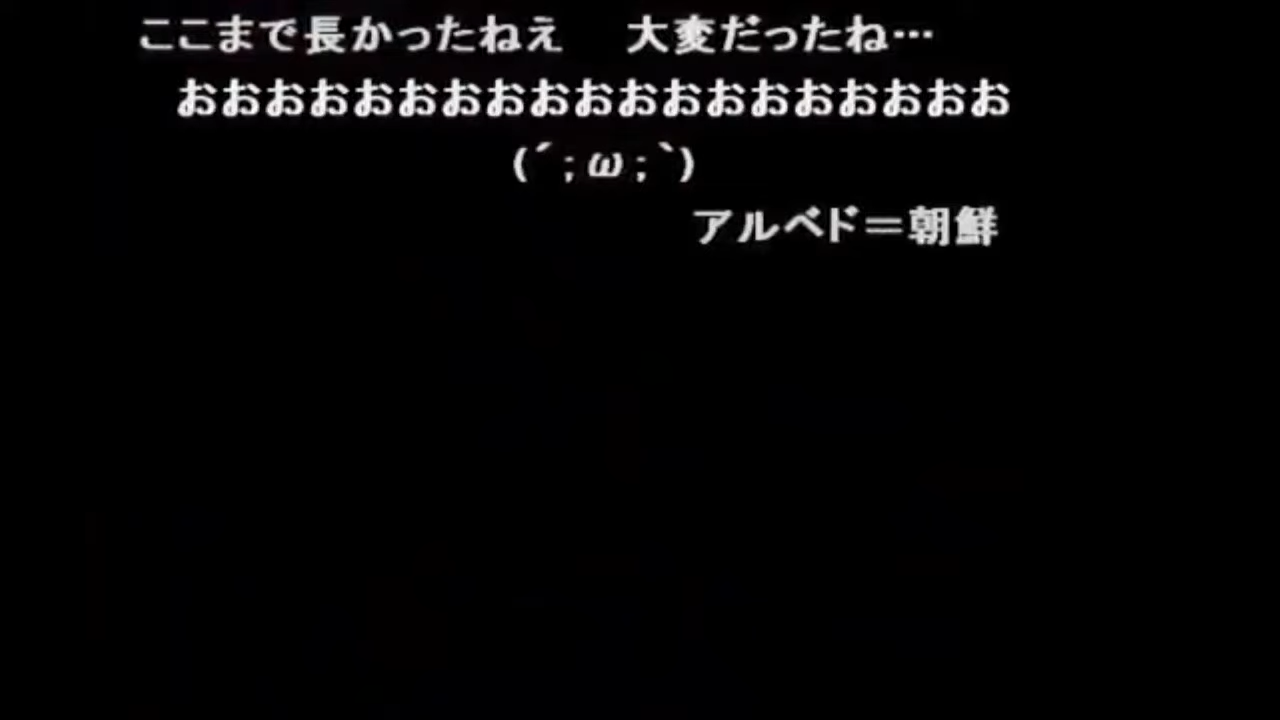 ここまで長かったねえ　大変だったね…
おおおおおおおおおおおおおおおおおおお
(´；ω；`)
アルベド＝朝鮮